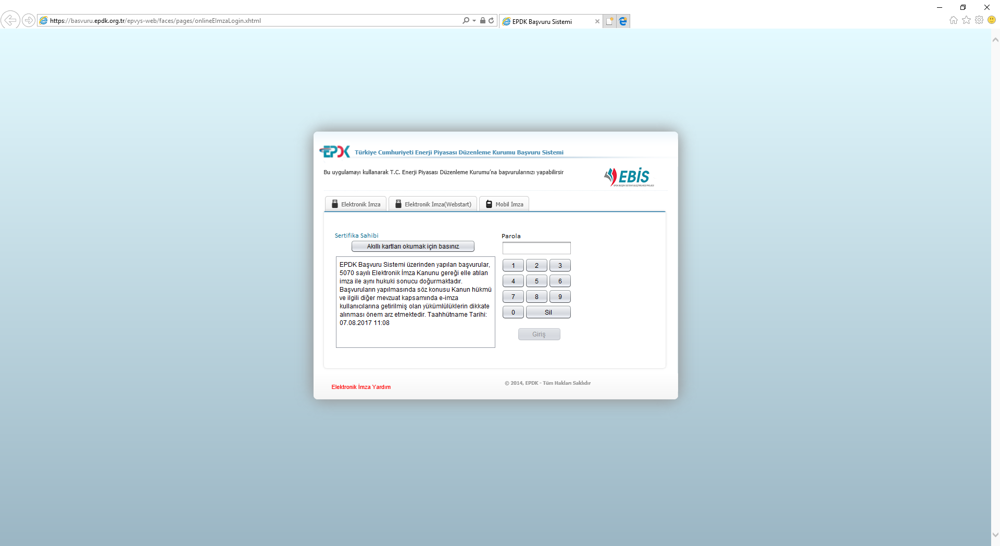 https://basvuru.epdk.org.tr/epvys-web/faces/pages/onlineEImzaLogin.xhtml
EPDK Başvuru Sistemi
EPDK Türkiye Cumhuriyeti Enerji Piyasası Düzenleme Kurumu Başvuru Sistemi
Bu uygulamayı kullanarak T.C. Enerji Piyasası Düzenleme Kurumu’na başvurularınızı yapabilirsir
EBİS
Elektronik İmza
Elektronik İmza(Webstart)
Mobil İmza
Sertifika Sahibi
Akıllı kartları okumak için basınız
EPDK Başvuru Sistemi üzerinden yapılan başvurular,
5070 sayılı Elektronik İmza Kanunu gereği elle atılan
imza ile aynı hukuki sonucu doğurmaktadır.
Başvuruların yapılmasında söz konusu Kanun hükmü
ve ilgili diğer mevzuat kapsamında e-imza
kullanıcılarına getirilmiş olan yükümlülüklerin dikkate
alınması önem arz etmektedir. Taahhütname Tarihi:
07.08.2017 11:08
Parola
1 2 3
4 5 6
7 8 9
0 Sil
Giriş
Elektronik İmza Yardım
© 2014, EPDK - Tüm Hakları Saklıdır